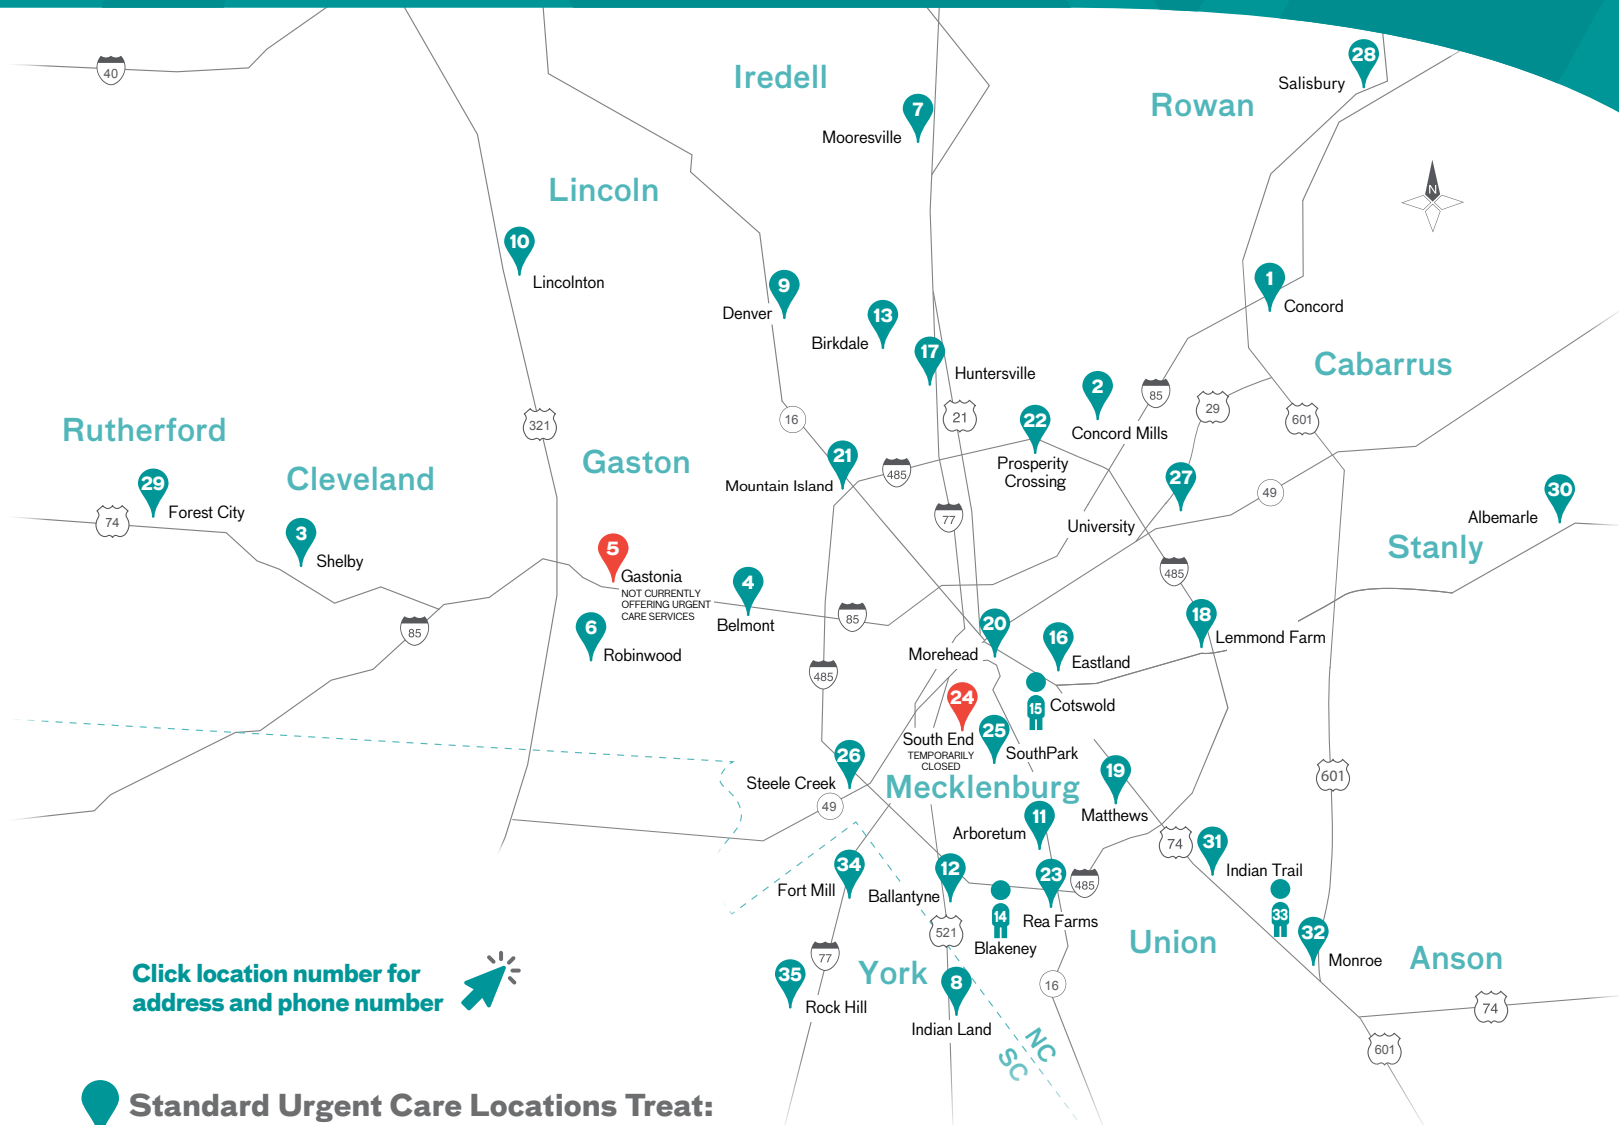 40
Iredell
28
Salisbury
Rowan
7
Mooresville
N
Lincoln
10
Lincolnton
9
Denver
13
Birkdale
17
Huntersville
1
Concord
Cabarrus
2
Concord Mills
85
29
601
21
22
Prosperity
Crossing
16
321
Rutherford
Cleveland
Gaston
21
Mountain Island
485
77
27
University
49
30
Albemarle
Stanly
29
Forest City
74
3
Shelby
5
Gastonia
NOT CURRENTLY
OFFERING URGENT
CARE SERVICES
4
Belmont
85
485
18
Lemmond Farm
85
6
Robinwood
20
Morehead
16
Eastland
485
15
Cotswold
24
South End
TEMPORARILY
CLOSED
25
SouthPark
26
Steele Creek
49
Mecklenburg
19
Matthews
601
11
Arboretum
74
31
Indian Trail
34
Fort Mill
12
Ballantyne
14
Blakeney
23
Rea Farms
485
33
32
Monroe
Union
Anson
521
77
York
35
Rock Hill
8
Indian Land
16
NC
SC
74
601
Click location number for
address and phone number
Standard Urgent Care Locations Treat: